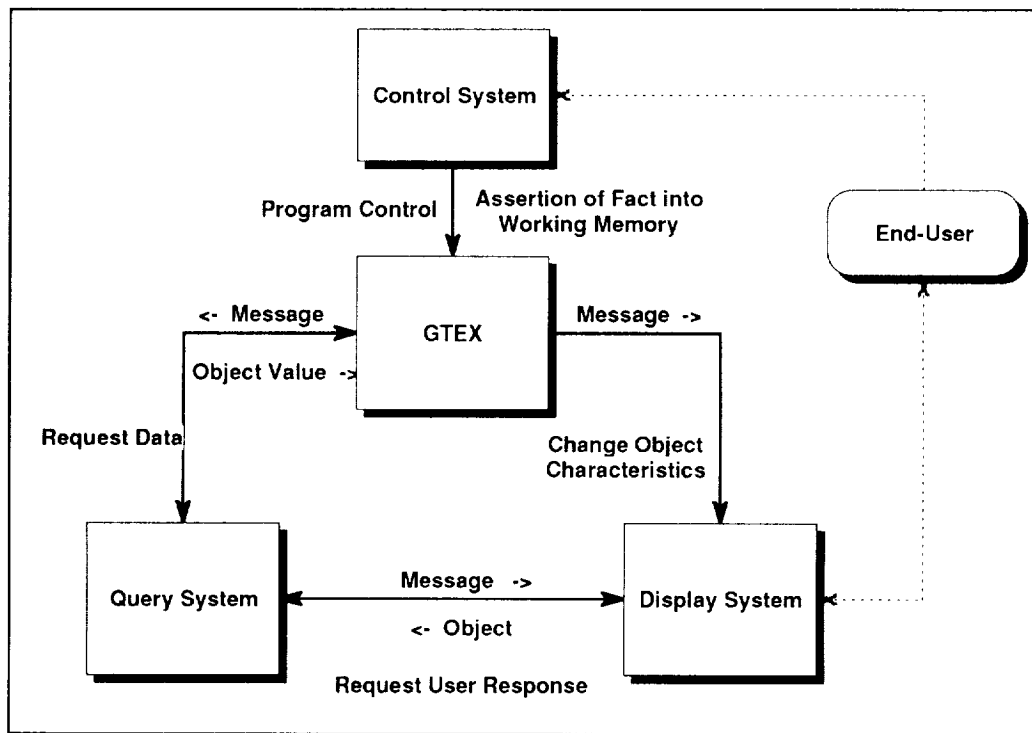 Control System
Program Control
Assertion of Fact into
Working Memory
End-User
<- Message
Message ->
GTEX
Object Value ->
Request Data
Change Object
Characteristics
Query System
Message ->
Display System
<- Object
Request User Response